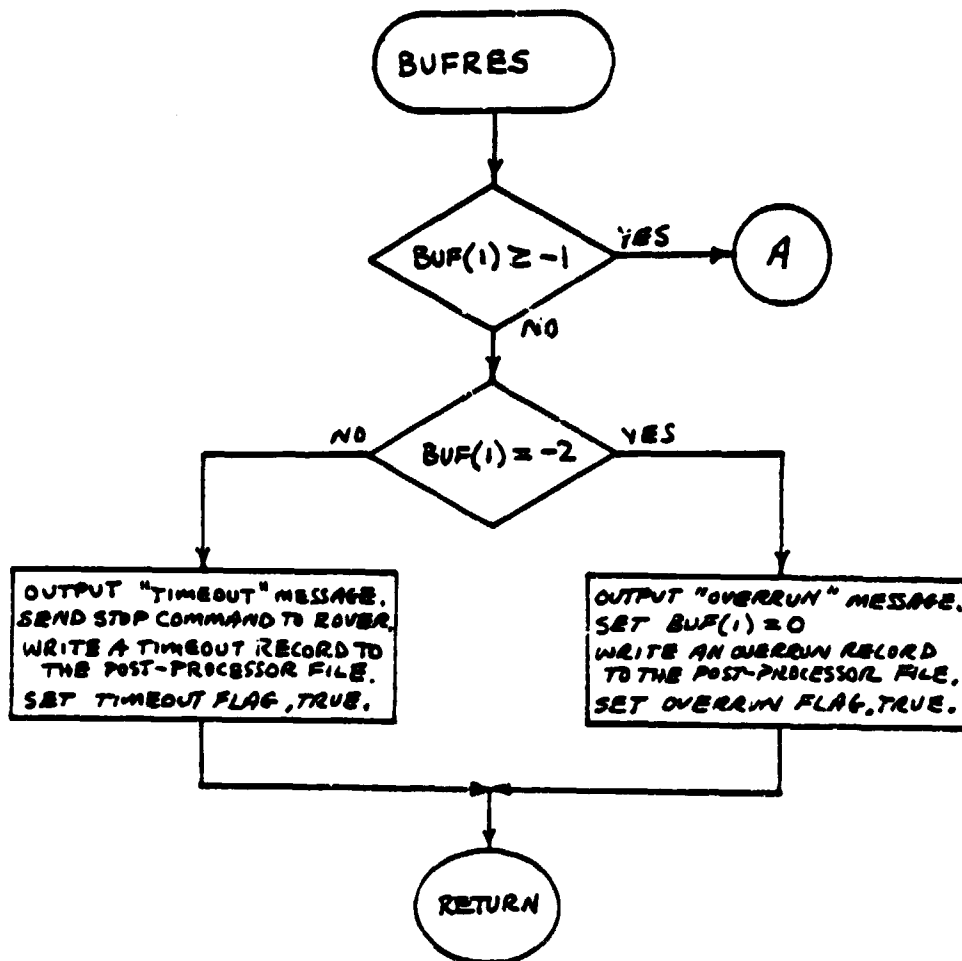 BUFRES
BUF(1) ≥ -1
YES
A
NO
BUF(1) = -2
NO
YES
OUTPUT "TIMEOUT" MESSAGE.
SEND STOP COMMAND TO ROVER.
WRITE A TIMEOUT RECORD TO
THE POST-PROCESSOR FILE.
SET TIMEOUT FLAG, TRUE.
OUTPUT "OVERRUN" MESSAGE.
SET BUF(1) = 0
WRITE AN OVERRUN RECORD
TO THE POST-PROCESSOR FILE.
SET OVERRUN FLAG, TRUE.
RETURN